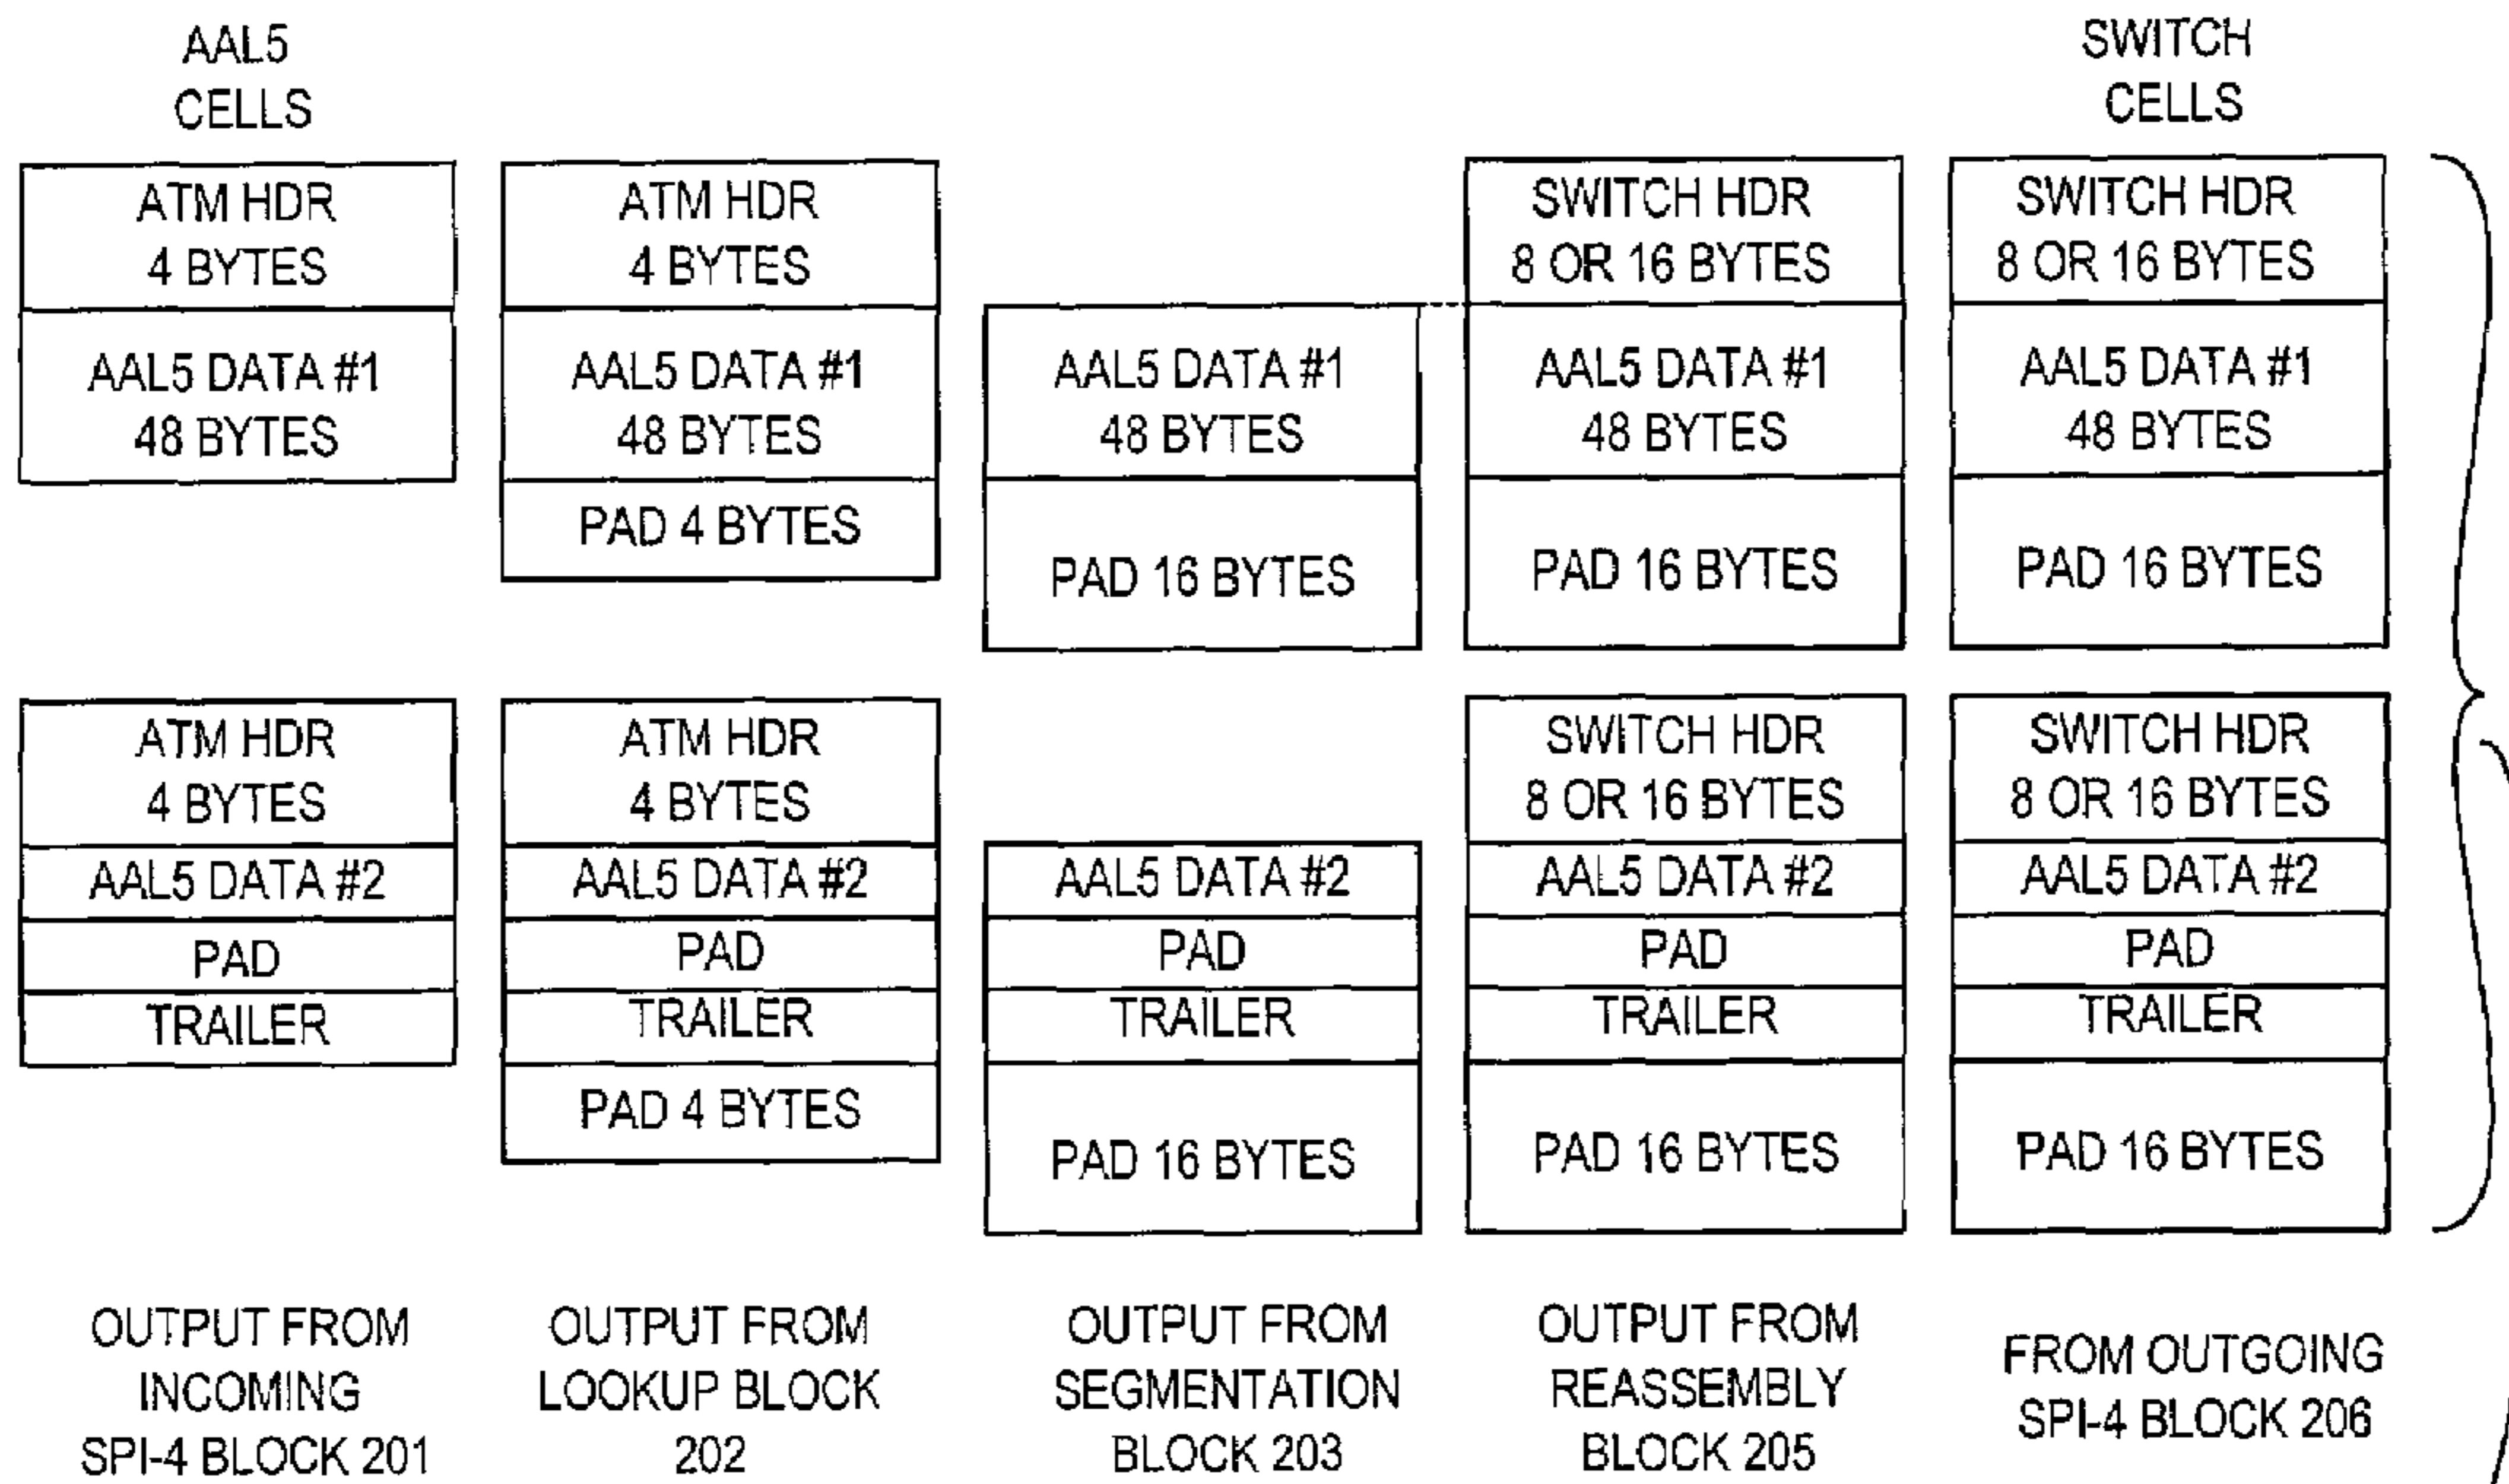 AAL5
CELLS
SWITCH
CELLS
ATM HDR
4 BYTES
AAL5 DATA #1
48 BYTES
ATM HDR
4 BYTES
AAL5 DATA #1
48 BYTES
PAD 4 BYTES
AAL5 DATA #1
48 BYTES
PAD 16 BYTES
SWITCH HDR
8 OR 16 BYTES
AAL5 DATA #1
48 BYTES
PAD 16 BYTES
SWITCH HDR
8 OR 16 BYTES
AAL5 DATA #1
48 BYTES
PAD 16 BYTES
ATM HDR
4 BYTES
AAL5 DATA #2
PAD
TRAILER
ATM HDR
4 BYTES
AAL5 DATA #2
PAD
TRAILER
PAD 4 BYTES
AAL5 DATA #2
PAD
TRAILER
PAD 16 BYTES
SWITCH HDR
8 OR 16 BYTES
AAL5 DATA #2
PAD
TRAILER
PAD 16 BYTES
SWITCH HDR
8 OR 16 BYTES
AAL5 DATA #2
PAD
TRAILER
PAD 16 BYTES
OUTPUT FROM
INCOMING
SPI-4 BLOCK 201
OUTPUT FROM
LOOKUP BLOCK
202
OUTPUT FROM
SEGMENTATION
BLOCK 203
OUTPUT FROM
REASSEMBLY
BLOCK 205
FROM OUTGOING
SPI-4 BLOCK 206